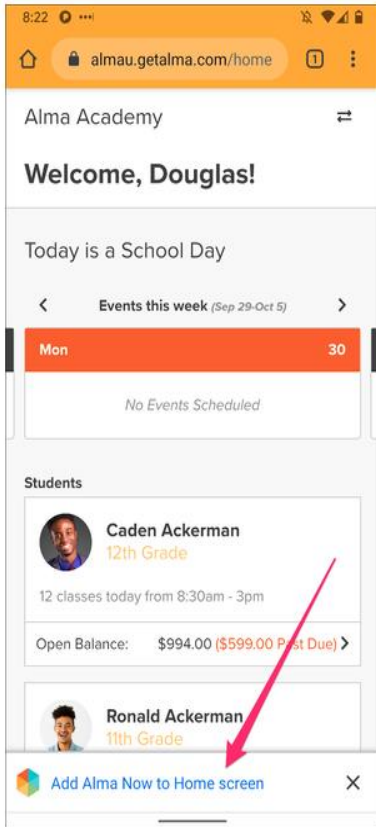 8:22
almau.getalma.com/home
1
Alma Academy
Welcome, Douglas!
Today is a School Day
Events this week (Sep 29-Oct 5)
Mon 30
No Events Scheduled
Students
Caden Ackerman
12th Grade
12 classes today from 8:30am - 3pm
Open Balance: $994.00 ($599.00 Past Due)
Ronald Ackerman
11th Grade
Add Alma Now to Home screen